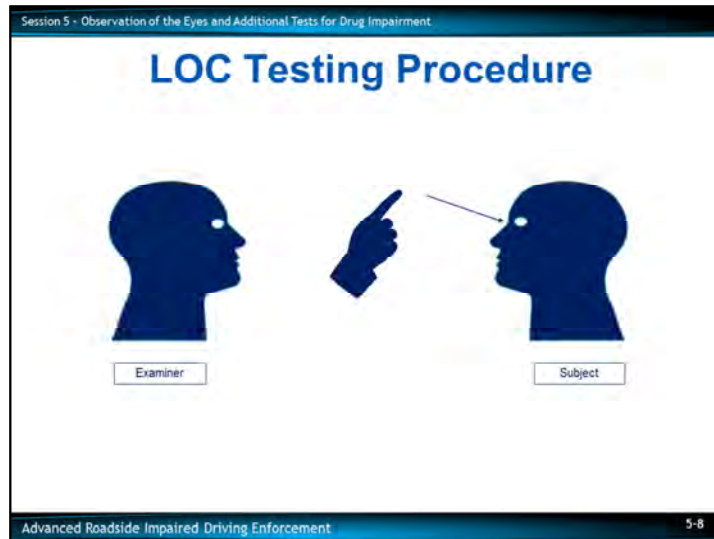 Session 5 - Observation of the Eyes and Additional Tests for Drug Impairment
LOC Testing Procedure
Examiner
Subject
Advanced Roadside Impaired Driving Enforcement
5-8